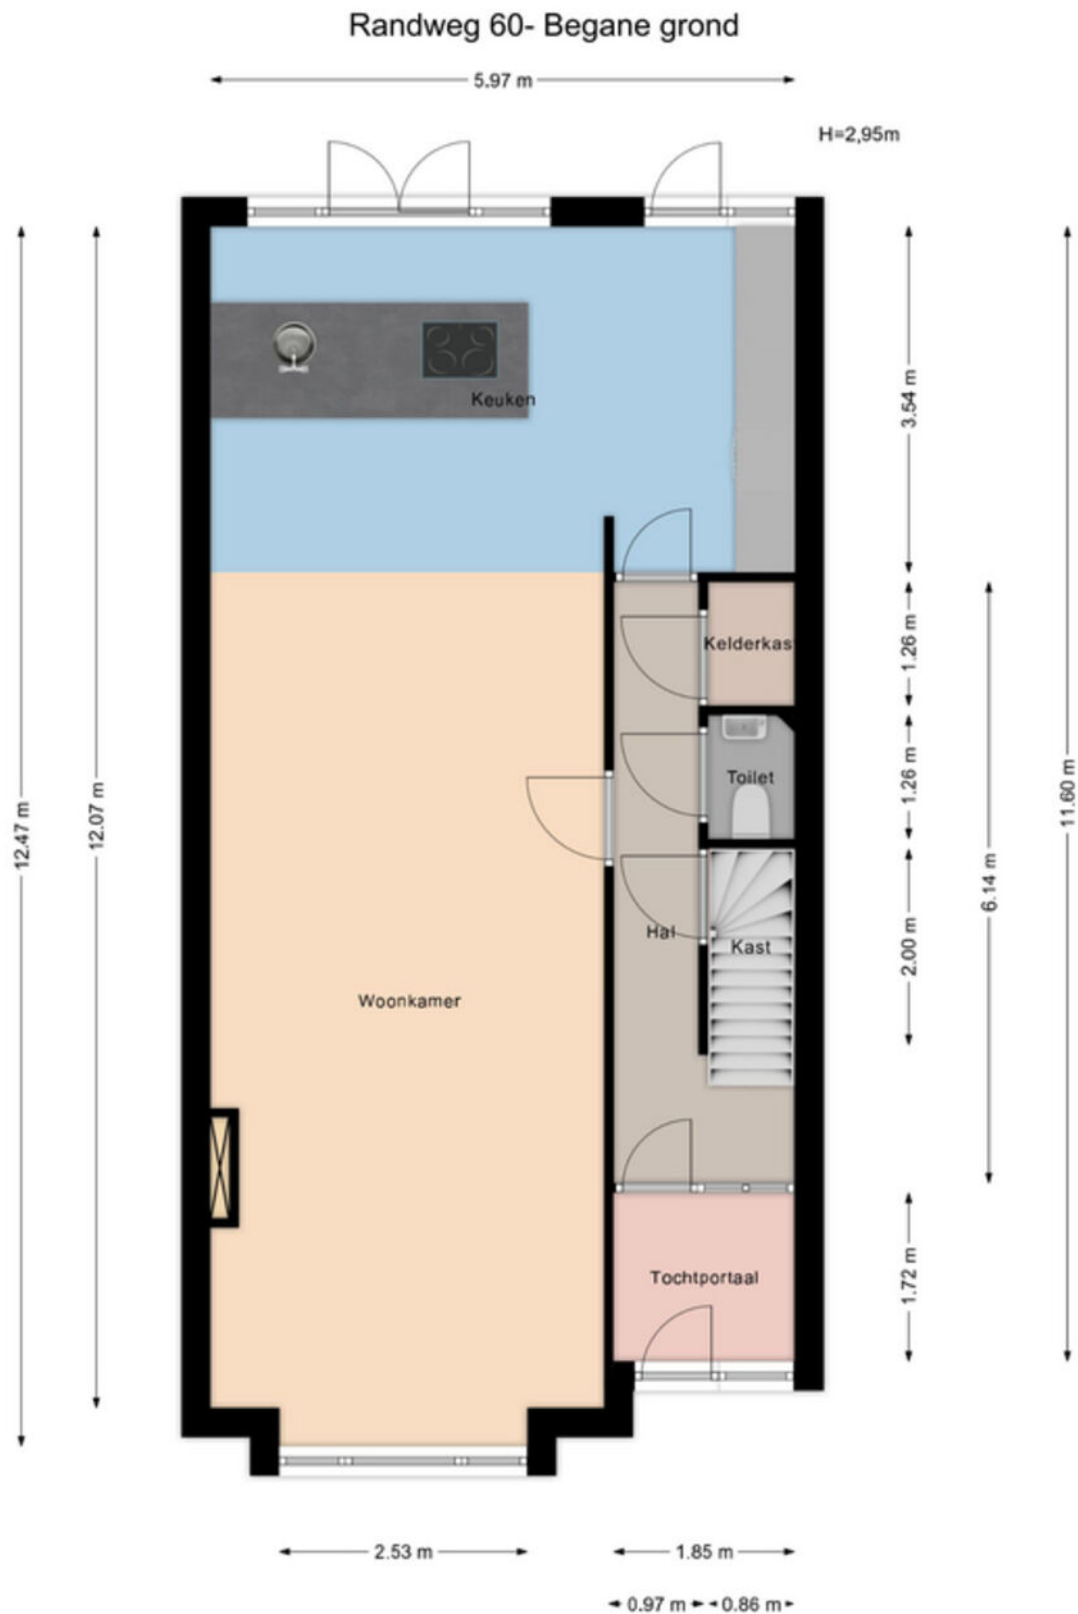 Randweg 60- Begane grond
5.97 m
H=2,95m
Keuken
3.54 m
Kelderkas
1.26 m
Toilet
1.26 m
12.47 m
12.07 m
11.60 m
6.14 m
Hal
Kast
2.00 m
Woonkamer
Tochtportaal
1.72 m
2.53 m
1.85 m
0.97 m
0.86 m